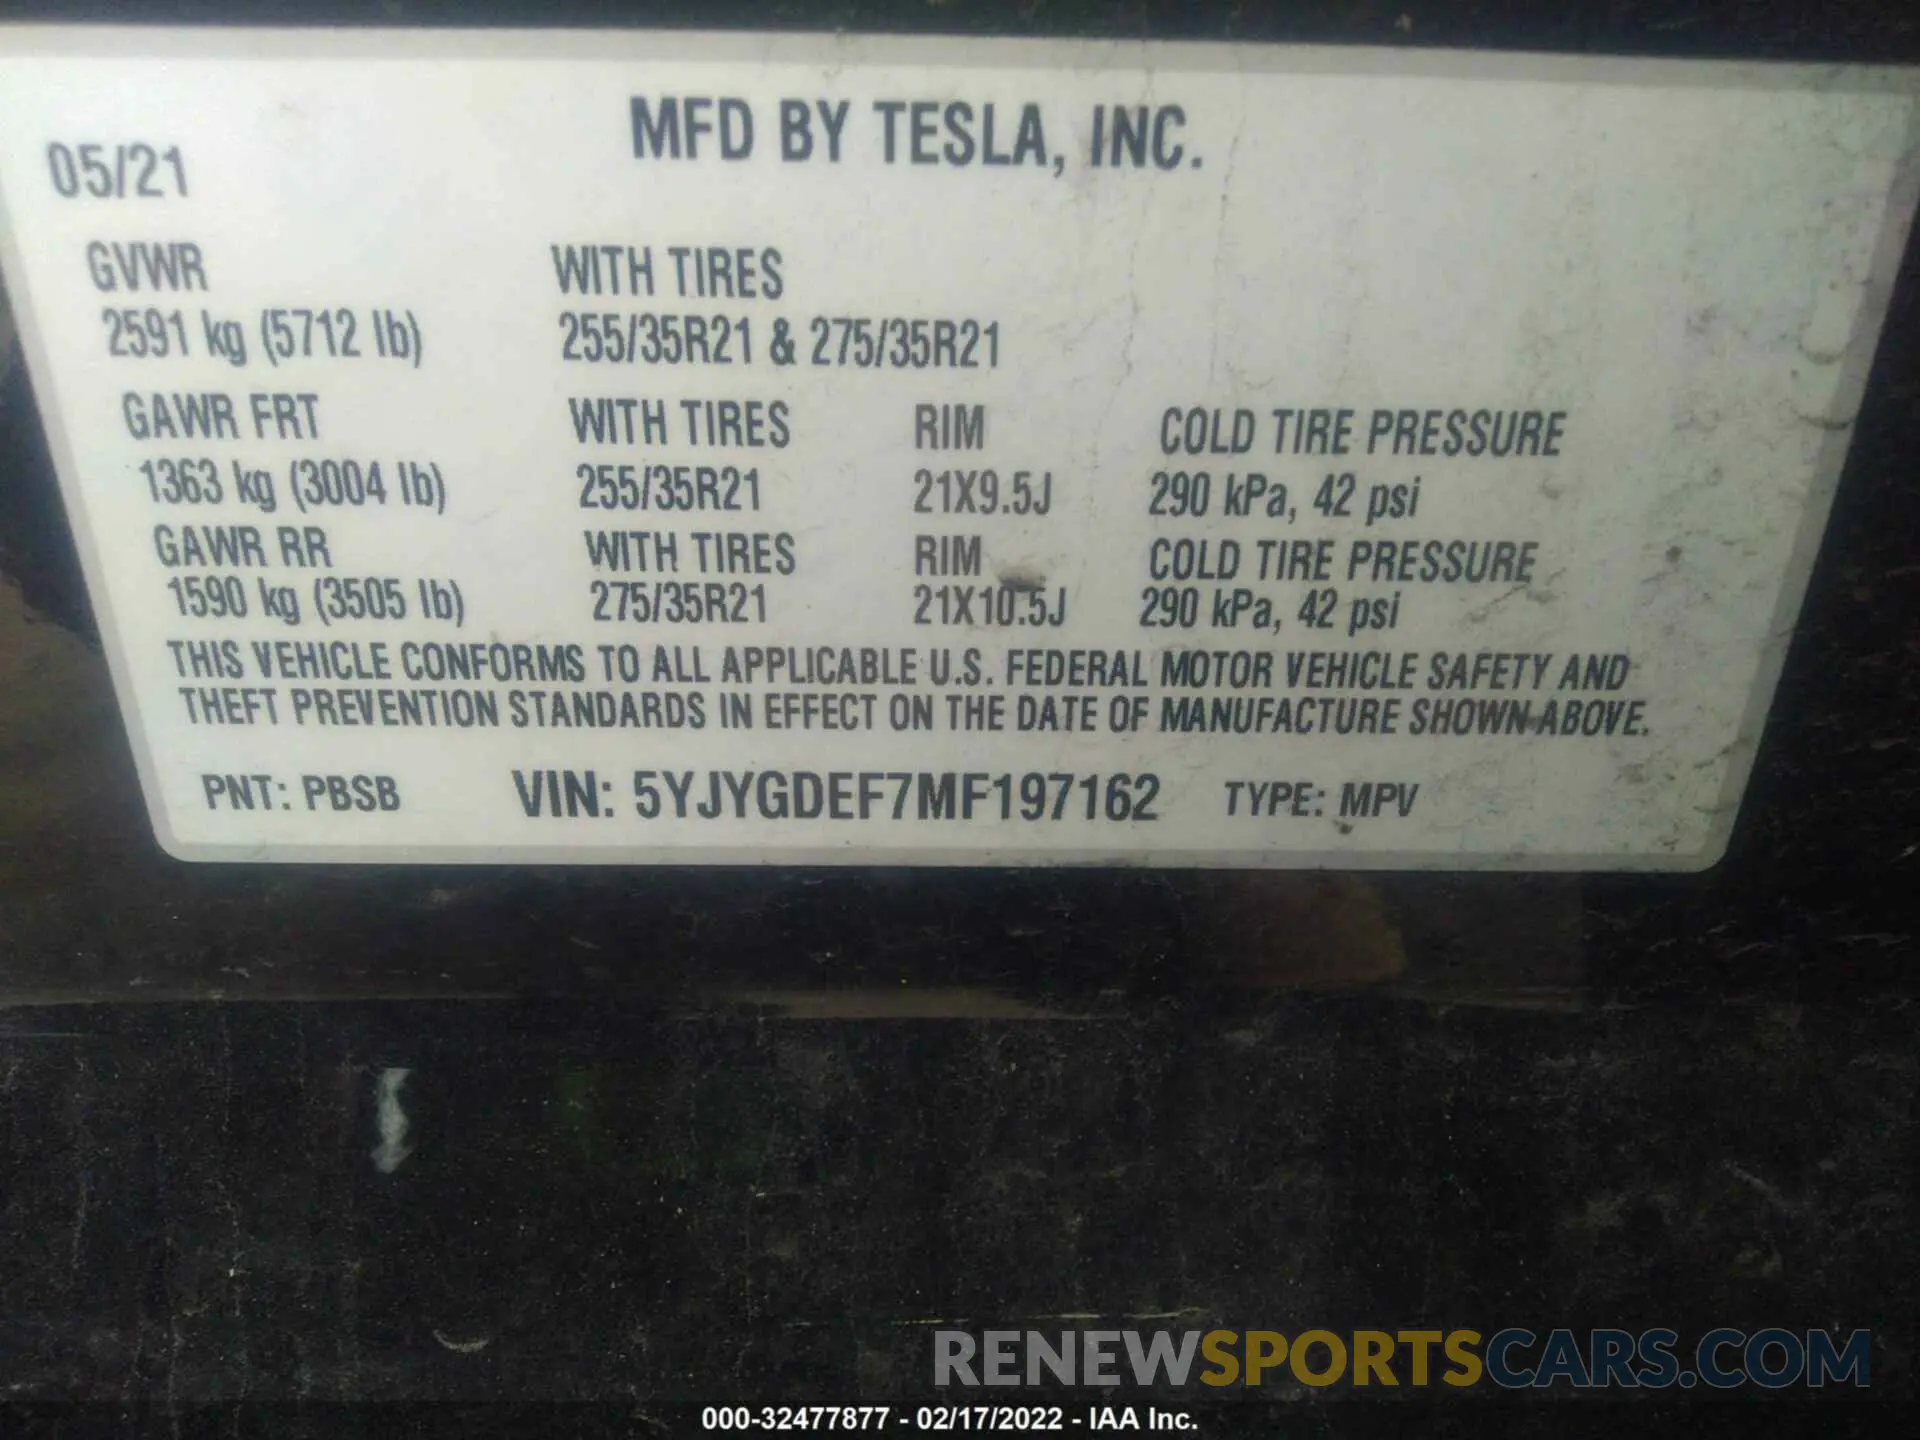 MFD BY TESLA, INC.
05/21
GVWR WITH TIRES
2591 kg (5712 lb) 255/35R21 & 275/35R21
GAWR FRT WITH TIRES RIM COLD TIRE PRESSURE
1363 kg (3004 lb) 255/35R21 21X9.5J 290 kPa, 42 psi
GAWR RR WITH TIRES RIM COLD TIRE PRESSURE
1590 kg (3505 lb) 275/35R21 21X10.5J 290 kPa, 42 psi
THIS VEHICLE CONFORMS TO ALL APPLICABLE U.S. FEDERAL MOTOR VEHICLE SAFETY AND
THEFT PREVENTION STANDARDS IN EFFECT ON THE DATE OF MANUFACTURE SHOWN ABOVE.
PNT: PBSB VIN: 5YJYGDEF7MF197162 TYPE: MPV
RENEWSPORTSCARS.COM
000-32477877 - 02/17/2022 - IAA Inc.